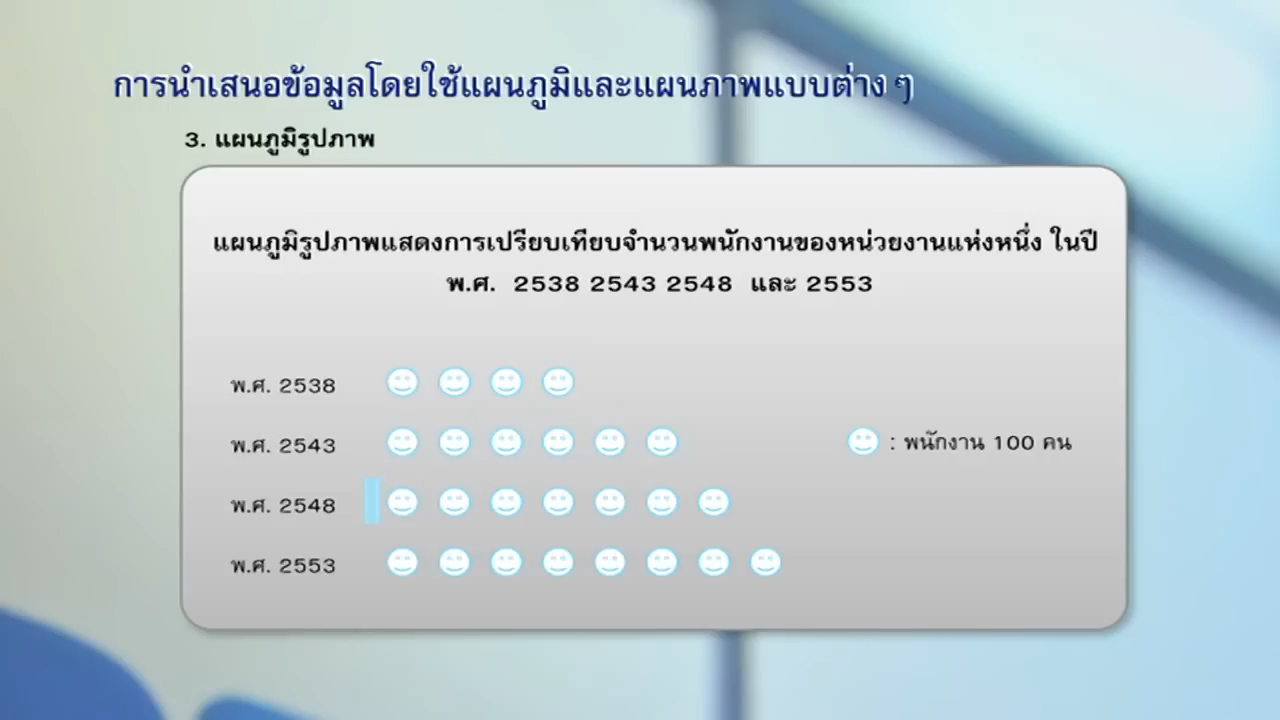 การนำเสนอข้อมูลโดยใช้แผนภูมิและแผนภาพแบบต่าง ๆ
3. แผนภูมิรูปภาพ
แผนภูมิรูปภาพแสดงการเปรียบเทียบจำนวนพนักงานของหน่วยงานแห่งหนึ่ง ในปี
พ.ศ. 2538 2543 2548 และ 2553
พ.ศ. 2538
พ.ศ. 2543
: พนักงาน 100 คน
พ.ศ. 2548
พ.ศ. 2553